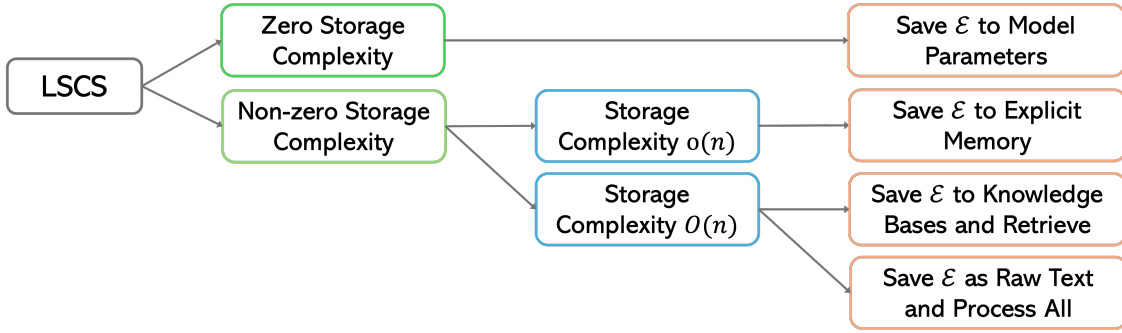 LSCS
Zero Storage
Complexity
Non-zero Storage
Complexity
Storage
Complexity o(n)
Storage
Complexity O(n)
Save ℰ to Model
Parameters
Save ℰ to Explicit
Memory
Save ℰ to Knowledge
Bases and Retrieve
Save ℰ as Raw Text
and Process All